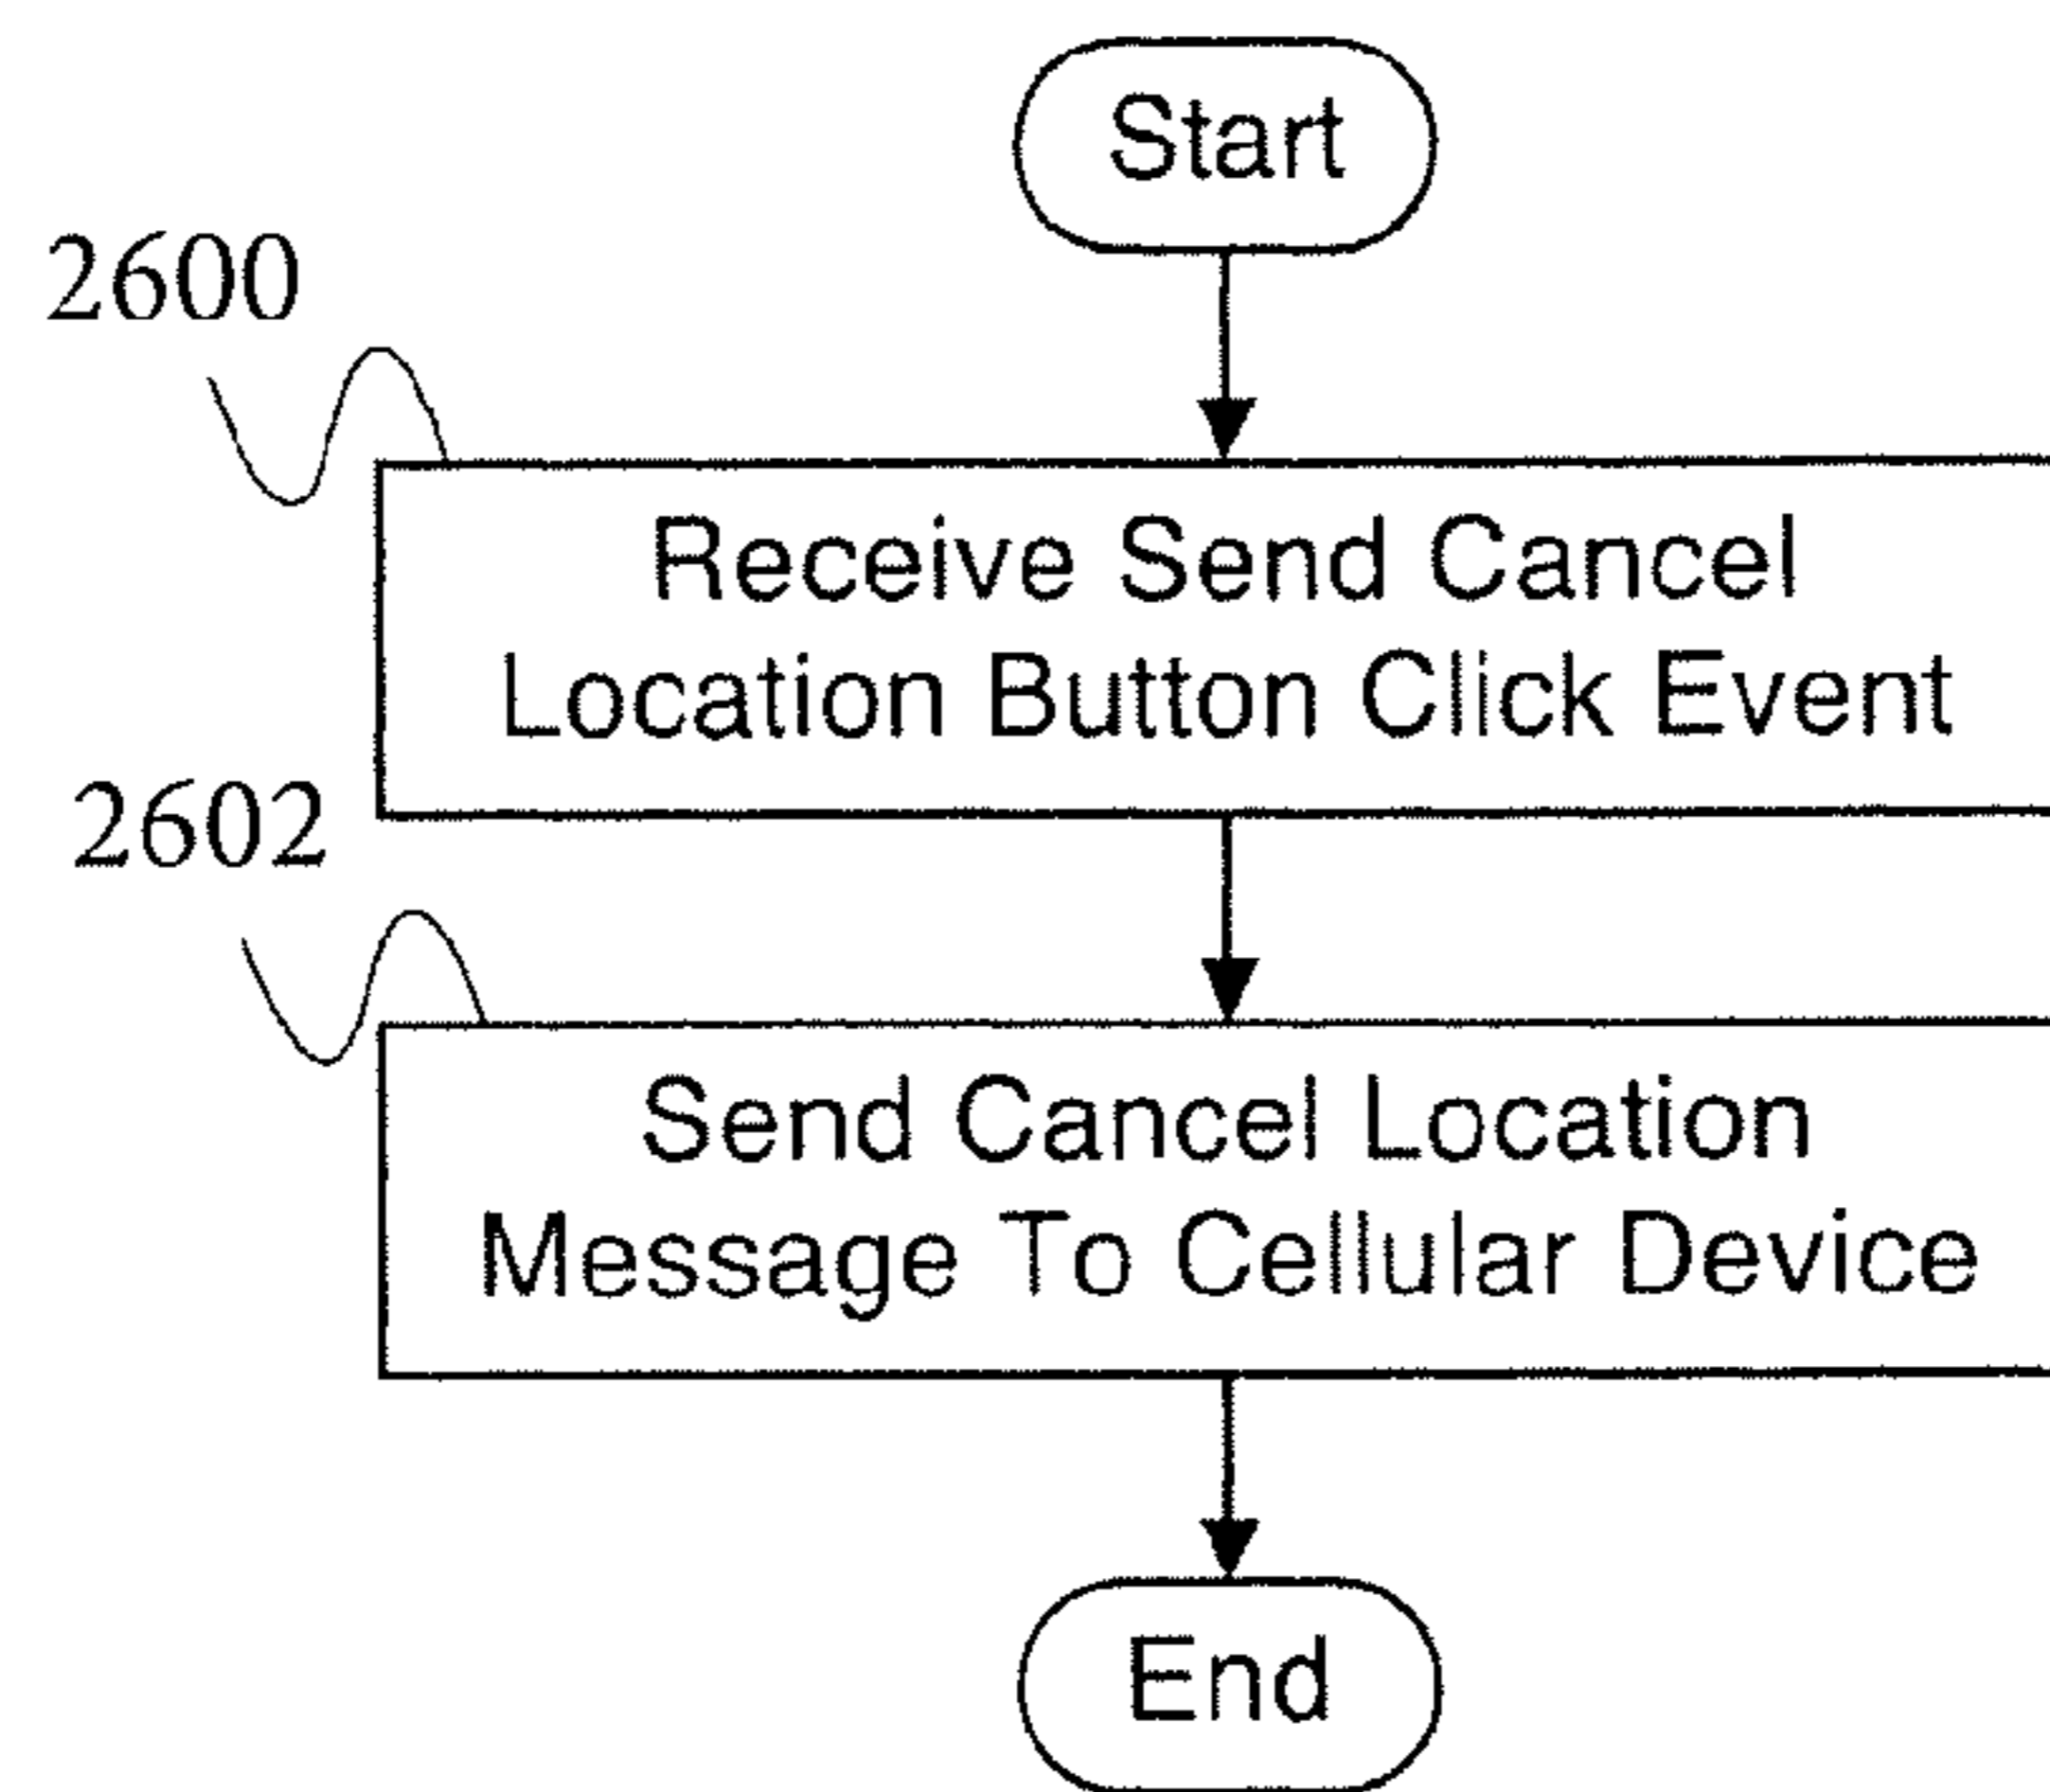 Start
2600
Receive Send Cancel
Location Button Click Event
2602
Send Cancel Location
Message To Cellular Device
End